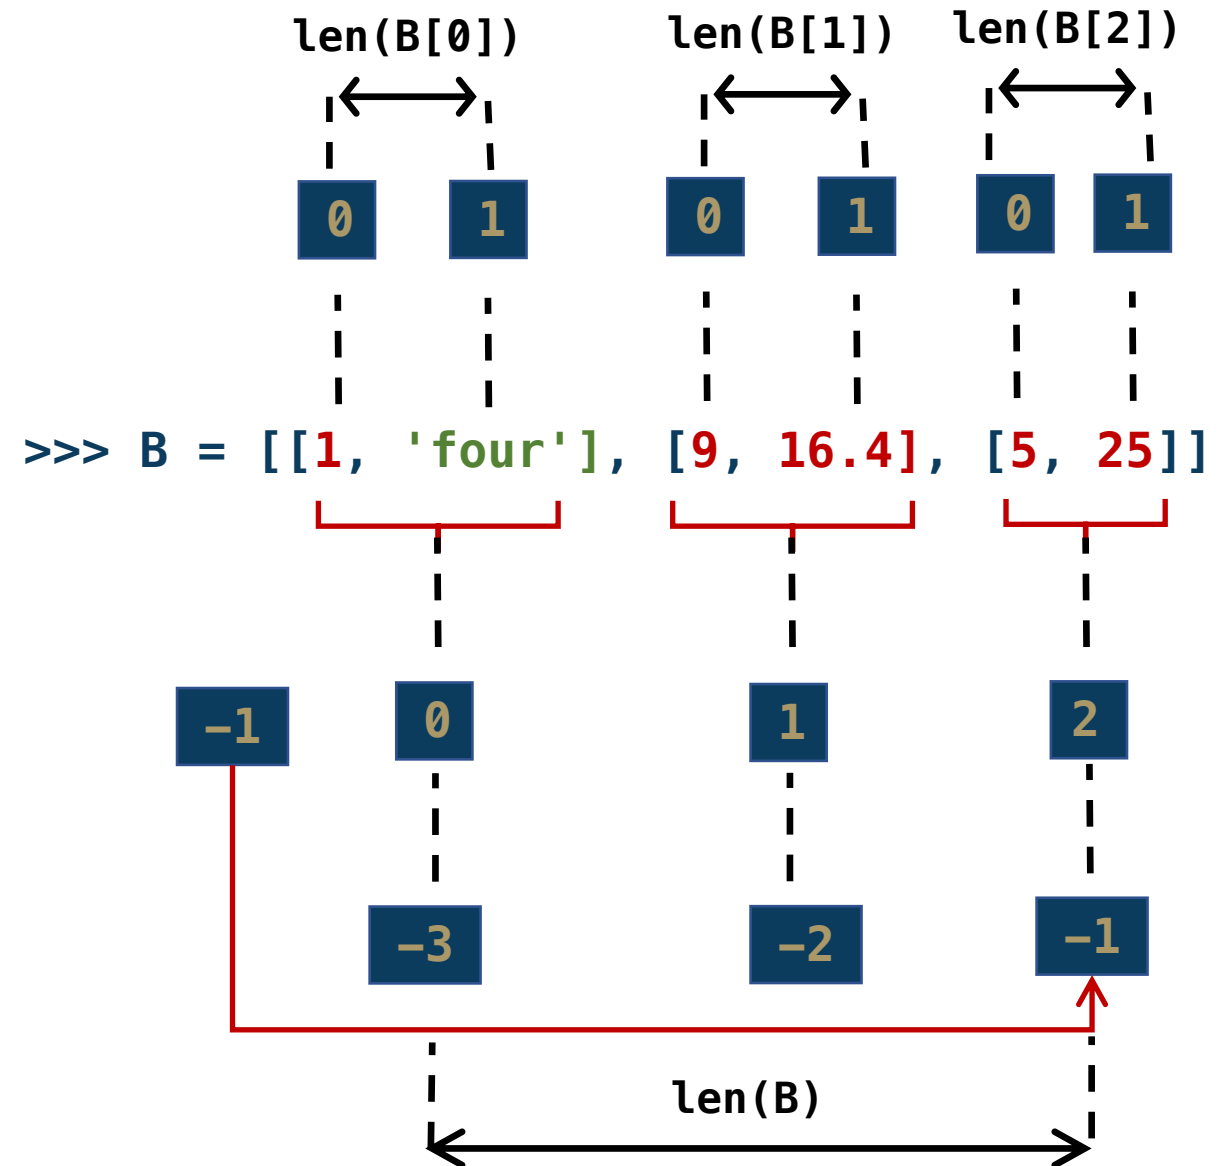 len(B[0]) len(B[1]) len(B[2])
0 1 0 1 0 1
>>> B = [[1, 'four'], [9, 16.4], [5, 25]]
−1 0 1 2
−3 −2 −1
len(B)